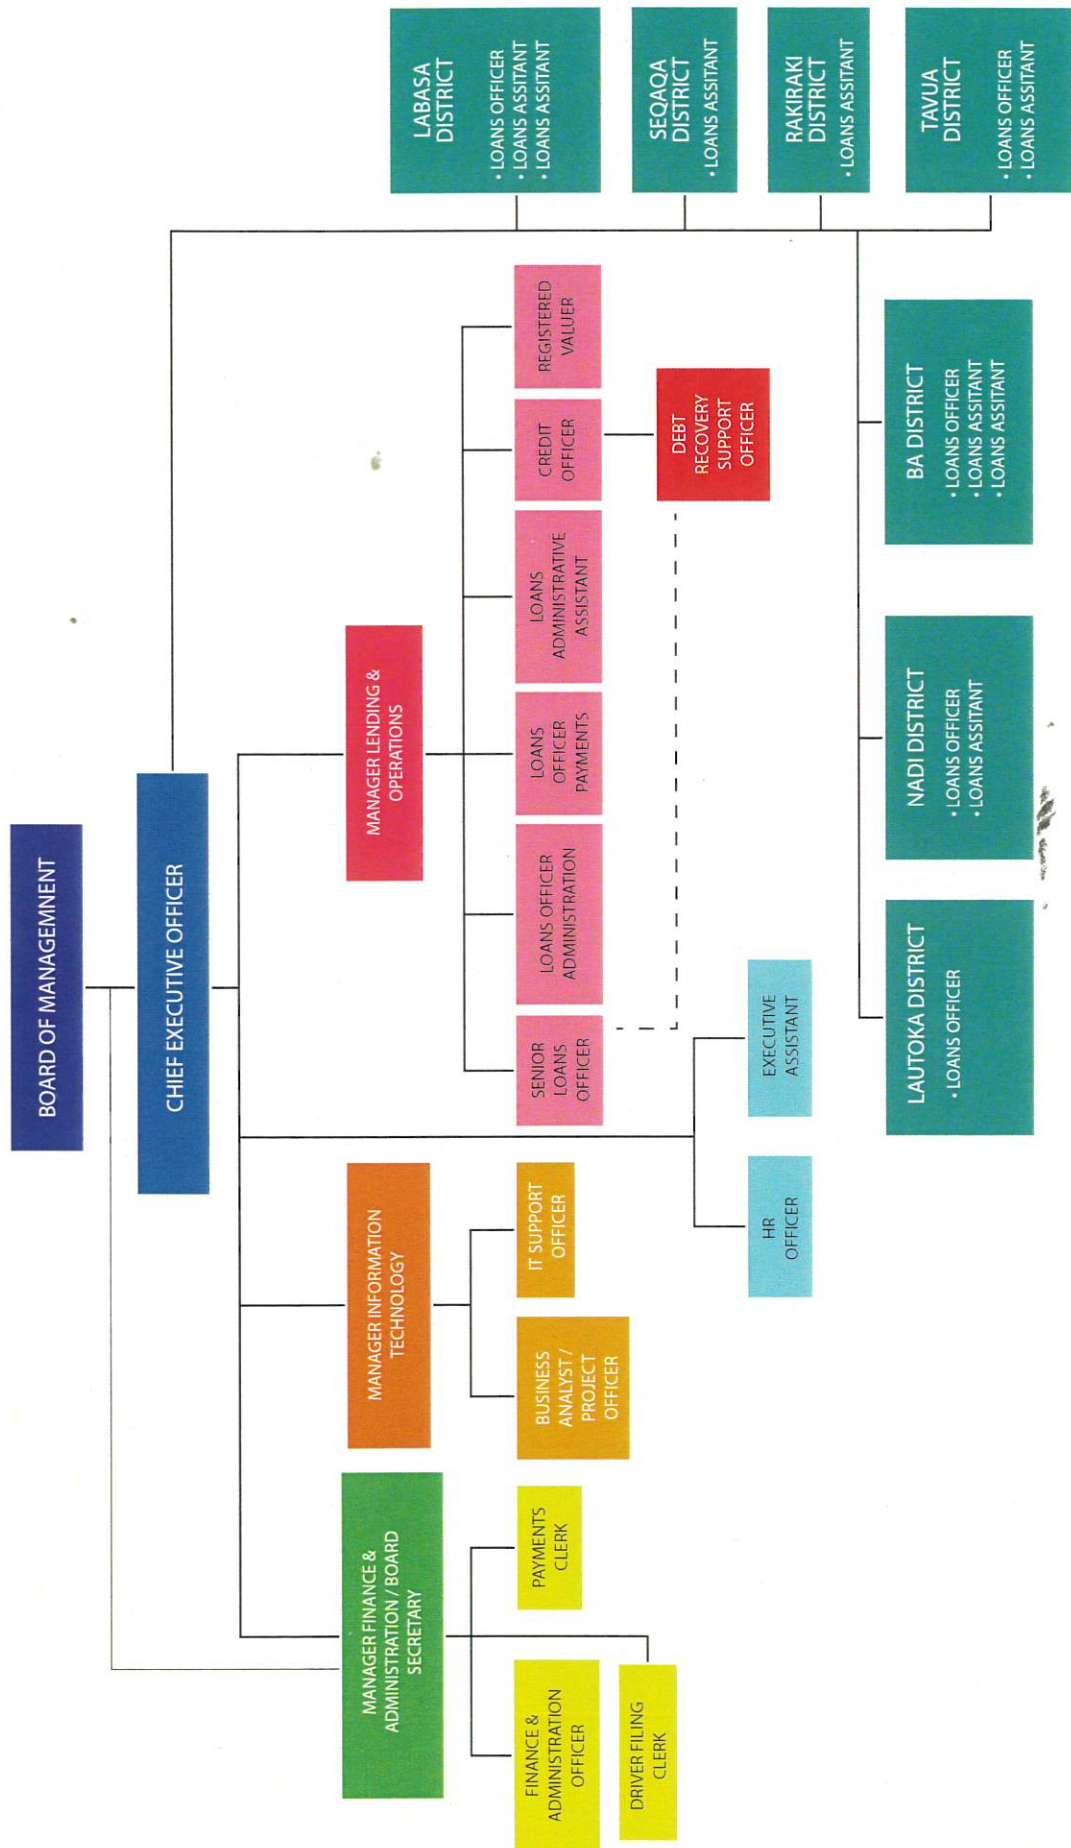 BOARD OF MANAGEMNENT
CHIEF EXECUTIVE OFFICER
MANAGER FINANCE &
ADMINISTRATION / BOARD
SECRETARY
MANAGER INFORMATION
TECHNOLOGY
MANAGER LENDING &
OPERATIONS
FINANCE &
ADMINISTRATION
OFFICER
PAYMENTS
CLERK
DRIVER FILING
CLERK
BUSINESS
ANALYST /
PROJECT
OFFICER
IT SUPPORT
OFFICER
HR
OFFICER
EXECUTIVE
ASSISTANT
SENIOR
LOANS
OFFICER
LOANS OFFICER
ADMINISTRATION
LOANS
OFFICER
PAYMENTS
LOANS
ADMINISTRATIVE
ASSISTANT
CREDIT
OFFICER
REGISTERED
VALUER
DEBT
RECOVERY
SUPPORT
OFFICER
LABASA
DISTRICT
• LOANS OFFICER
• LOANS ASSITANT
• LOANS ASSITANT
SEQAQA
DISTRICT
• LOANS ASSITANT
RAKIRAKI
DISTRICT
• LOANS ASSITANT
TAVUA
DISTRICT
• LOANS OFFICER
• LOANS ASSITANT
LAUTOKA DISTRICT
• LOANS OFFICER
NADI DISTRICT
• LOANS OFFICER
• LOANS ASSITANT
BA DISTRICT
• LOANS OFFICER
• LOANS ASSITANT
• LOANS ASSITANT